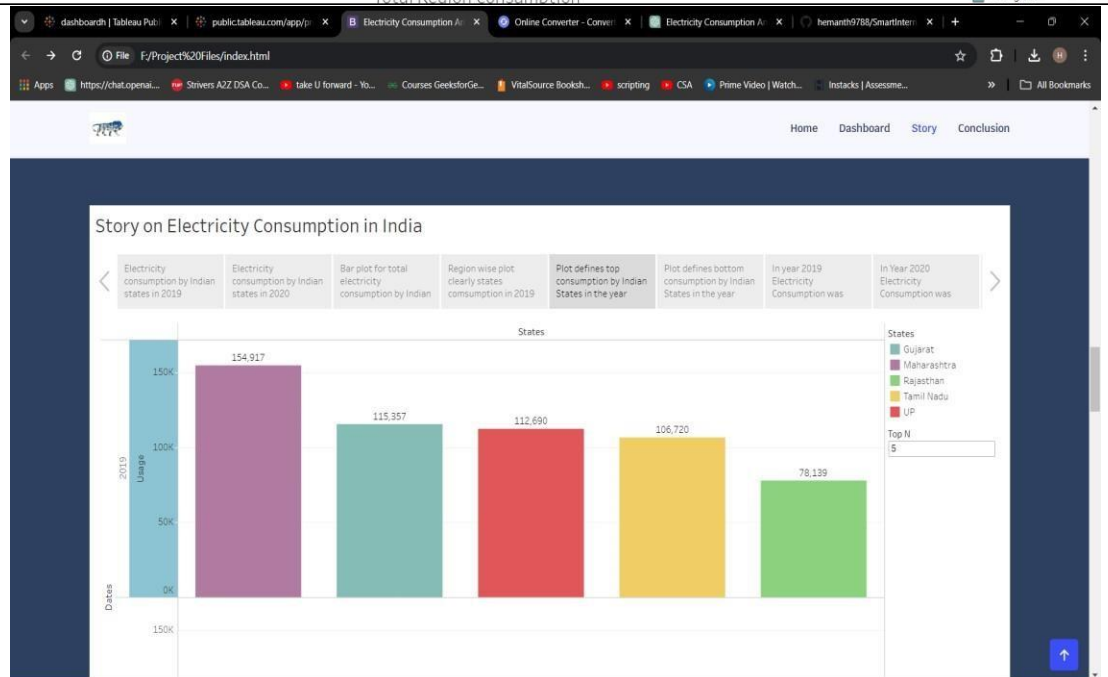 Total Region Consumption
dashboardh | Tableau Publ
public.tableau.com/app/pr
Electricity Consumption An
Online Converter - Convert
Electricity Consumption An
hemanth9788/SmartIntern
File F:/Project%20Files/index.html
Apps
https://chat.openai....
Strivers A2Z DSA Co...
take U forward - Yo...
Courses GeeksforGe...
VitalSource Booksh...
scripting
CSA
Prime Video | Watch...
Instacks | Assessme...
»
All Bookmarks
Home Dashboard Story Conclusion
Story on Electricity Consumption in India
Electricity
consumption by Indian
states in 2019
Electricity
consumption by Indian
states in 2020
Bar plot for total
electricity
consumption by Indian
Region wise plot
clearly states
comsumption in 2019
Plot defines top
consumption by Indian
States in the year
Plot defines bottom
consumption by Indian
States in the year
In year 2019
Electricity
Consumption was
In Year 2020
Electricity
Consumption was
States
Dates
2019
Usage
150K
100K
50K
0K
150K
154,917
115,357
112,690
106,720
78,139
States
Gujarat
Maharashtra
Rajasthan
Tamil Nadu
UP
Top N
5